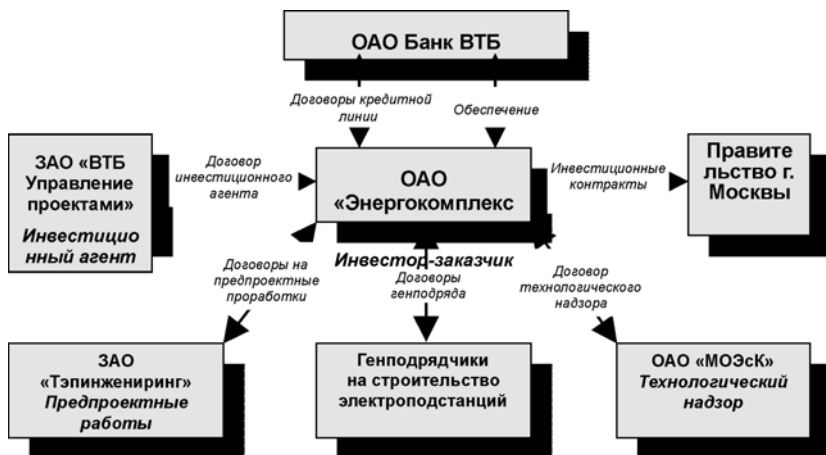 ОАО Банк ВТБ
Договоры кредитной
линии
Обеспечение
ЗАО «ВТБ
Управление
проектами»
Инвестицио
нный агент
Договор
инвестиционного
агента
ОАО
«Энергокомплекс
Инвестор-заказчик
Инвестиционные
контракты
Правите
льство г.
Москвы
Договоры на
предпроектные
проработки
Договоры
генподряда
Договор
технологического
надзора
ЗАО
«Тэпинжениринг»
Предпроектные
работы
Генподрядчики
на строительство
электроподстанций
ОАО «МОЭсК»
Технологический
надзор